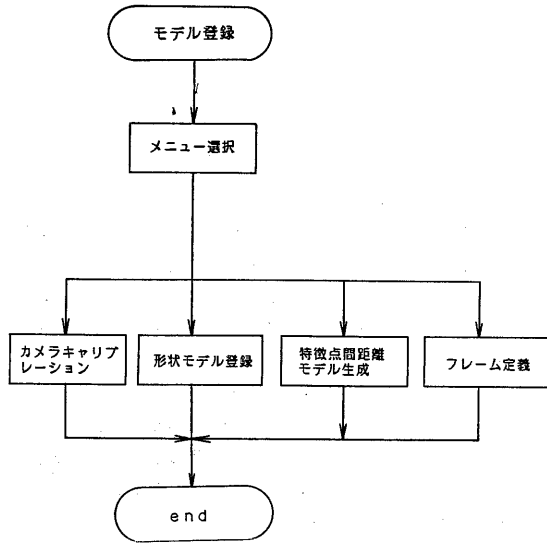 モデル登録
メニュー選択
カメラキャリブ
レーション
形状モデル登録
特徴点間距離
モデル生成
フレーム定義
end